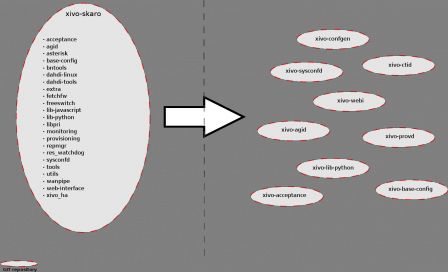 xivo-skaro
- acceptance
- agid
- asterisk
- base-config
- bntools
- dahdi-linux
- dahdi-tools
- extra
- fetchfw
- freeswitch
- lib-javascript
- lib-python
- libpri
- monitoring
- provisioning
- repmgr
- res_watchdog
- sysconfd
- tools
- utils
- wanpipe
- web-interface
- xivo_ha
xivo-confgen
xivo-ctid
xivo-sysconfd
xivo-webi
xivo-agid
xivo-provd
xivo-lib-python
xivo-base-config
xivo-acceptance
GIT repository